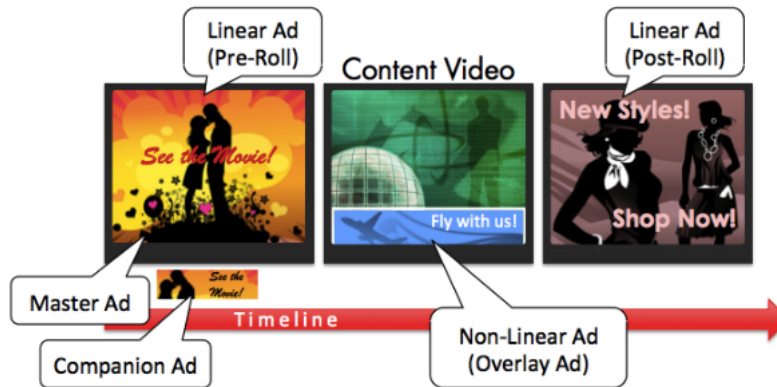 Linear Ad
(Pre-Roll)
Content Video
Linear Ad
(Post-Roll)
See the Movie!
Fly with us!
New Styles!
Shop Now!
Master Ad
See the
Movie!
Companion Ad
Timeline
Non-Linear Ad
(Overlay Ad)